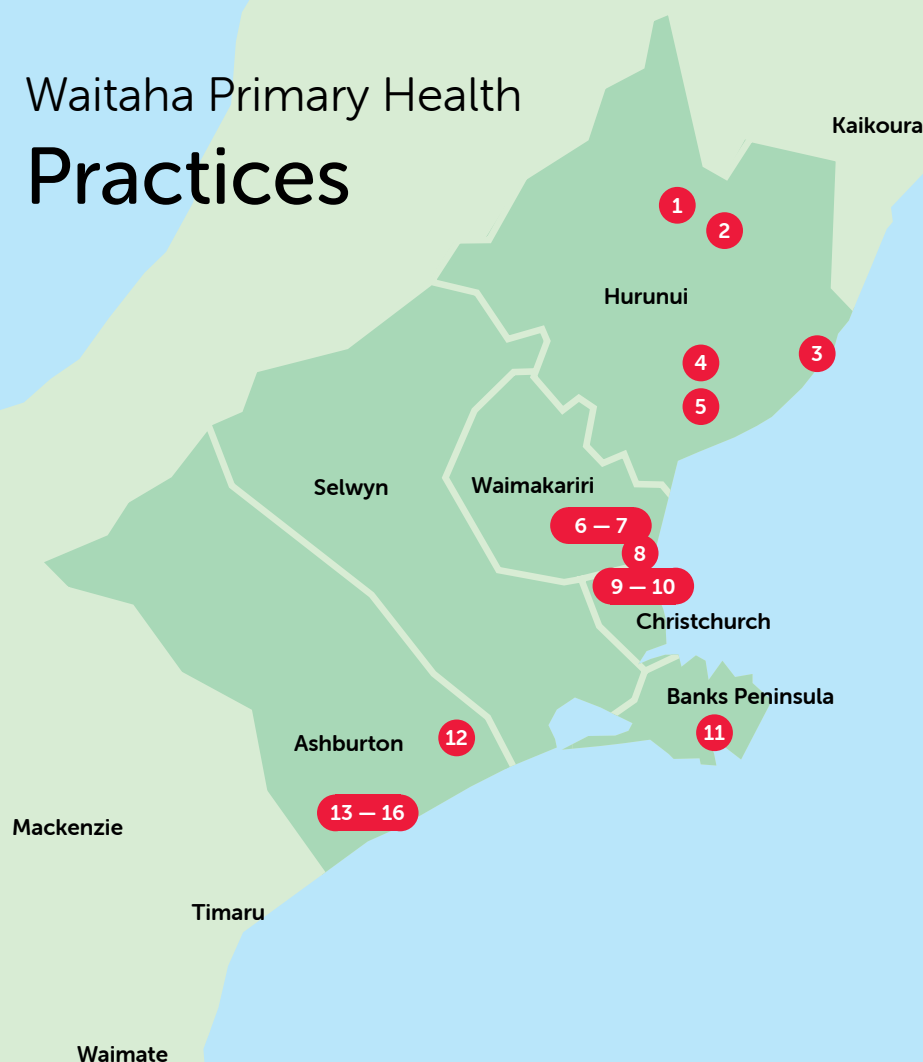 Waitaha Primary Health
Practices
Kaikoura
1
2
Hurunui
3
4
5
Selwyn
Waimakariri
6 — 7
8
9 — 10
Christchurch
Banks Peninsula
11
12
Ashburton
13 — 16
Mackenzie
Timaru
Waimate